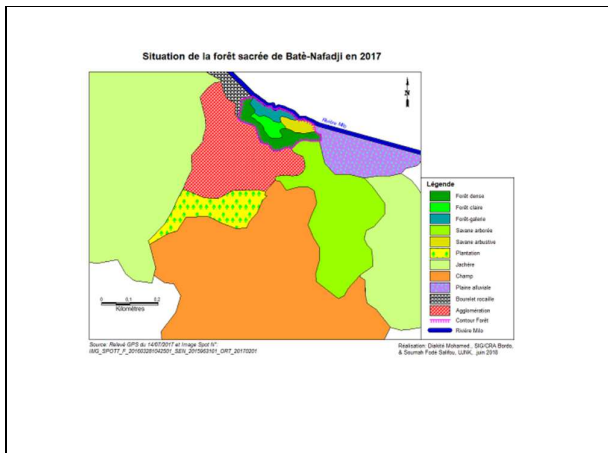 Situation de la forêt sacrée de Batè-Nafadji en 2017
N
Rivière Milo
Légende
Forêt dense
Forêt claire
Forêt-galerie
Savane arborée
Savane arbustive
Plantation
Jachère
Champ
Plaine alluviale
Bourelet rocaille
Agglomération
Contour Forêt
Rivière Milo
0 0,1 0,2
Kilomètres
Source: Relevé GPS du 14/07/2017 et Image Spot N°:
IMG_SPOT7_F_201603281042501_SEN_2015963101_ORT_20170201
Réalisation: Diakité Mohamed., SIG/CRA Bordo,
& Soumah Fodé Salifou, UJNK, juin 2018